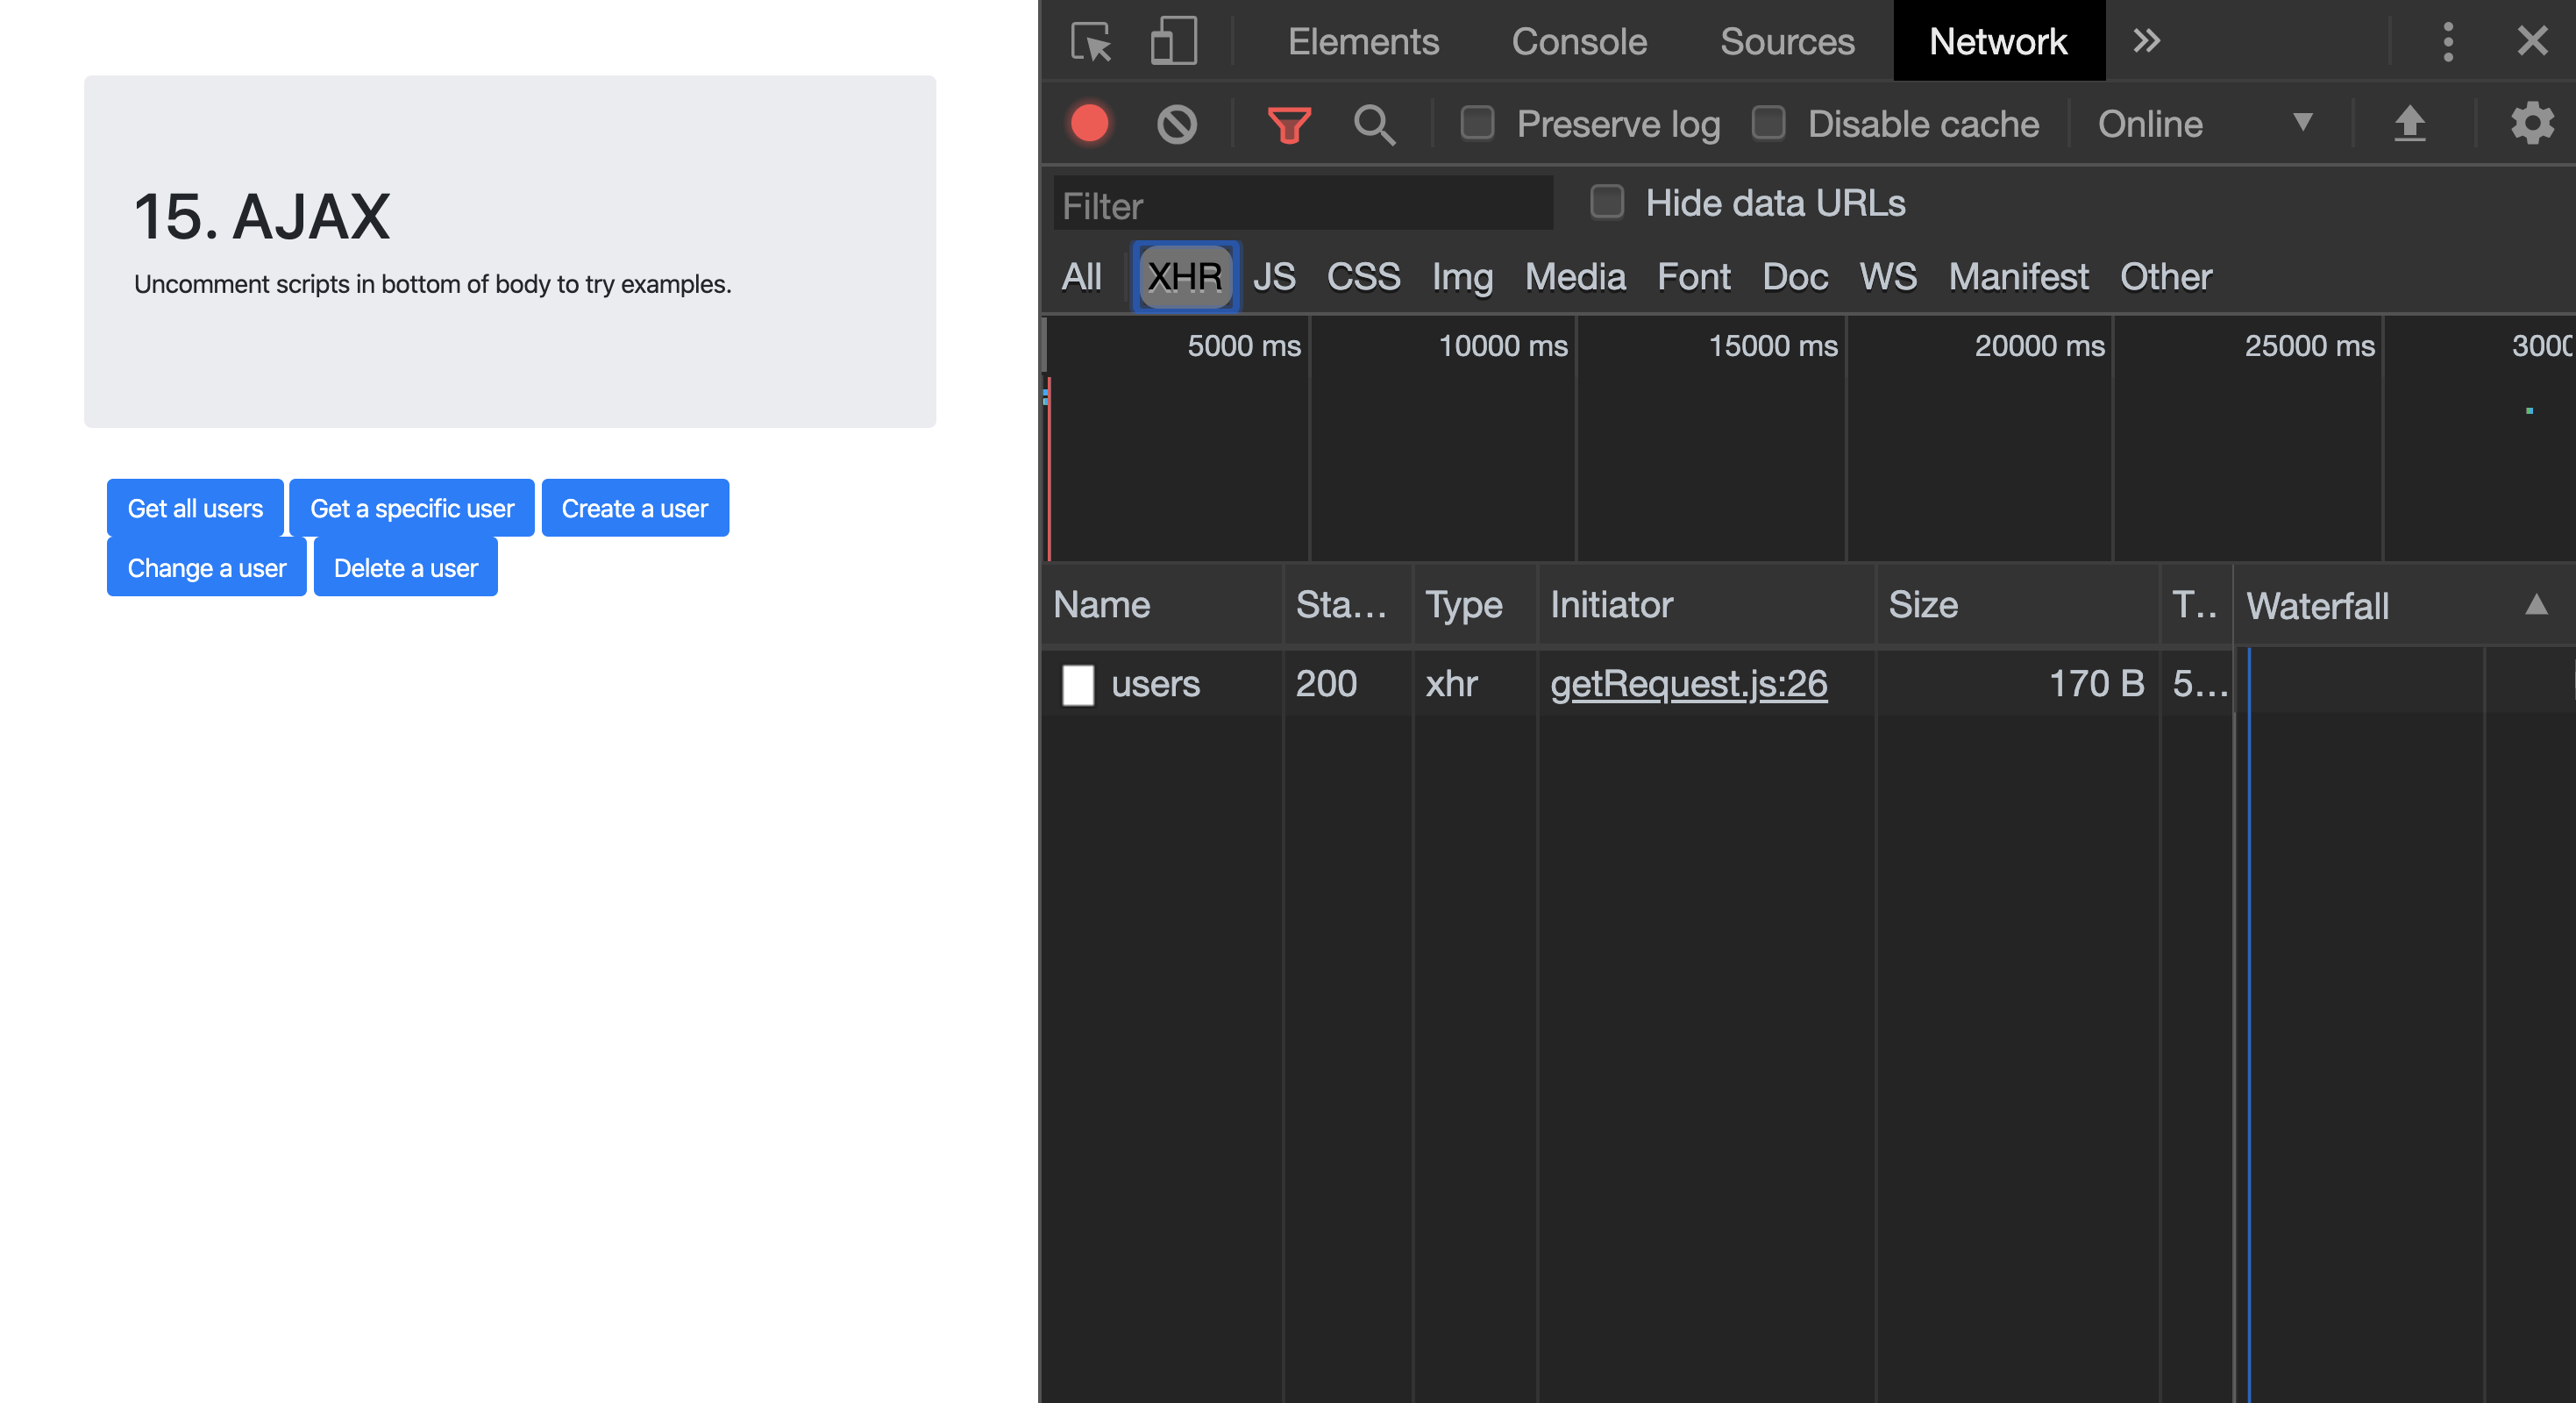 15. AJAX
Uncomment scripts in bottom of body to try examples.
Get all users Get a specific user Create a user
Change a user Delete a user
Elements Console Sources Network
Preserve log Disable cache Online
Filter Hide data URLs
All XHR JS CSS Img Media Font Doc WS Manifest Other
5000 ms 10000 ms 15000 ms 20000 ms 25000 ms
Name Sta... Type Initiator Size T.. Waterfall
users 200 xhr getRequest.js:26 170 B 5...